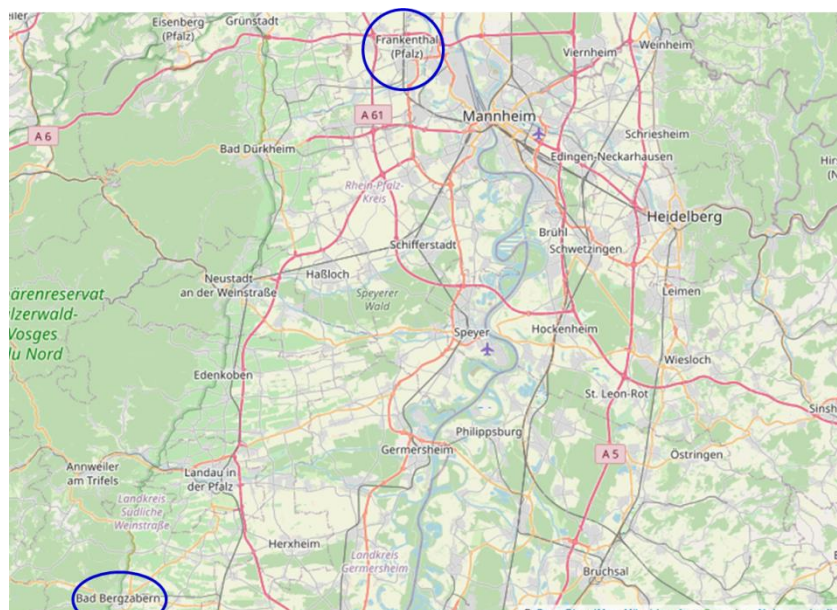 Eisenberg
(Pfalz)
Grünstadt
Frankenthal
(Pfalz)
Viernheim
Weinheim
A 61
Mannheim
A 6
Schriesheim
Bad Dürkheim
Edingen-Neckarhausen
Rhein-Pfalz-
Kreis
Heidelberg
Brühl
Schifferstadt
Schwetzingen
Neustadt
an der Weinstraße
Haßloch
Leimen
Speyerer
Wald
du Nord
Speyer
Hockenheim
Wiesloch
Edenkoben
St. Leon-Rot
Philippsburg
Germersheim
A 5
Östringen
Annweiler
am Trifels
Landau in
der Pfalz
Landkreis
Südliche
Weinstraße
Herxheim
Landkreis
Germersheim
Bruchsal
Bad Bergzabern